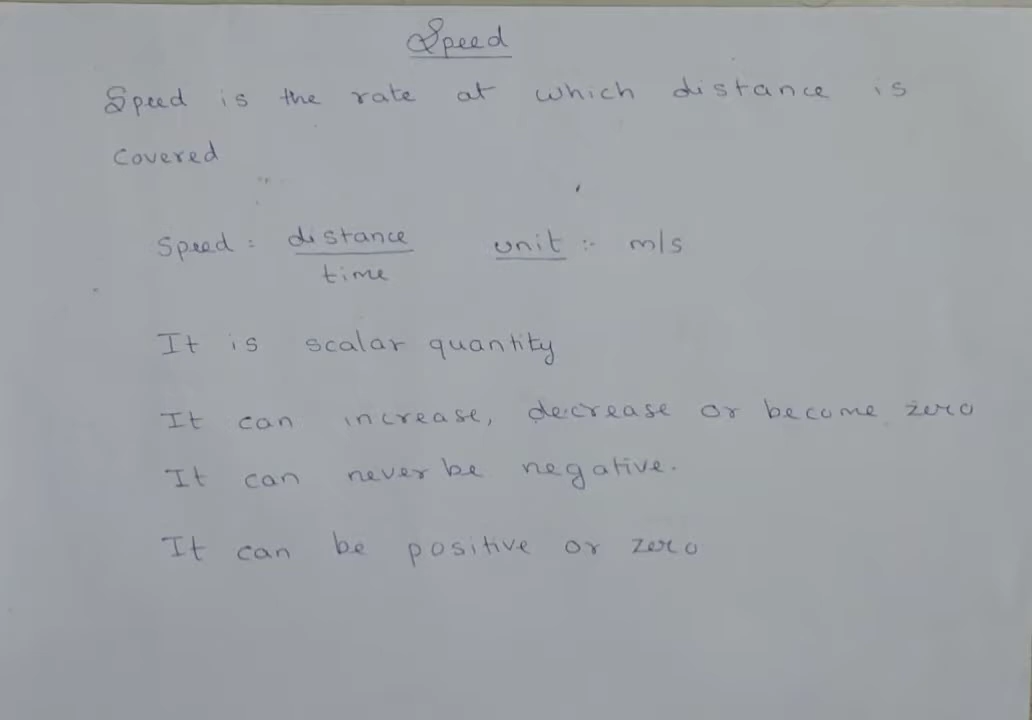 Speed
Speed is the rate at which distance is
covered
Speed = distance/time unit :- m/s
It is scalar quantity
It can increase, decrease or become zero
It can never be negative.
It can be positive or zero